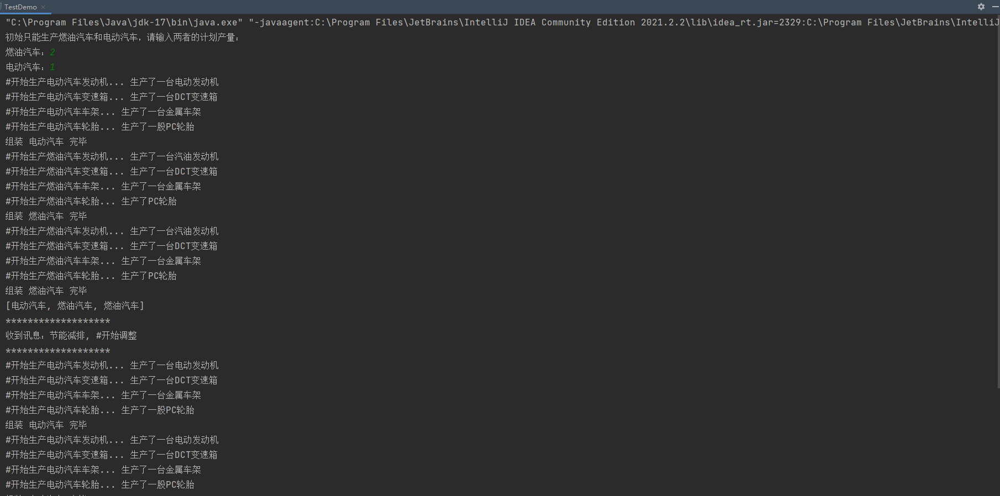 TestDemo
"C:\Program Files\Java\jdk-17\bin\java.exe" "-javaagent:C:\Program Files\JetBrains\IntelliJ IDEA Community Edition 2021.2.2\lib\idea_rt.jar=2329:C:\Program Files\JetBrains\IntelliJ
初始只能生产燃油汽车和电动汽车，请输入两者的计划产量：
燃油汽车：2
电动汽车：1
#开始生产电动汽车发动机... 生产了一台电动发动机
#开始生产电动汽车变速箱... 生产了一台DCT变速箱
#开始生产电动汽车车架... 生产了一台金属车架
#开始生产电动汽车轮胎... 生产了一股PC轮胎
组装 电动汽车 完毕
#开始生产燃油汽车发动机... 生产了一台汽油发动机
#开始生产燃油汽车变速箱... 生产了一台DCT变速箱
#开始生产燃油汽车车架... 生产了一台金属车架
#开始生产燃油汽车轮胎... 生产了PC轮胎
组装 燃油汽车 完毕
#开始生产燃油汽车发动机... 生产了一台汽油发动机
#开始生产燃油汽车变速箱... 生产了一台DCT变速箱
#开始生产燃油汽车车架... 生产了一台金属车架
#开始生产燃油汽车轮胎... 生产了PC轮胎
组装 燃油汽车 完毕
[电动汽车, 燃油汽车, 燃油汽车]
*******************
收到讯息：节能减排, #开始调整
*******************
#开始生产电动汽车发动机... 生产了一台电动发动机
#开始生产电动汽车变速箱... 生产了一台DCT变速箱
#开始生产电动汽车车架... 生产了一台金属车架
#开始生产电动汽车轮胎... 生产了一股PC轮胎
组装 电动汽车 完毕
#开始生产电动汽车发动机... 生产了一台电动发动机
#开始生产电动汽车变速箱... 生产了一台DCT变速箱
#开始生产电动汽车车架... 生产了一台金属车架
#开始生产电动汽车轮胎... 生产了一股PC轮胎